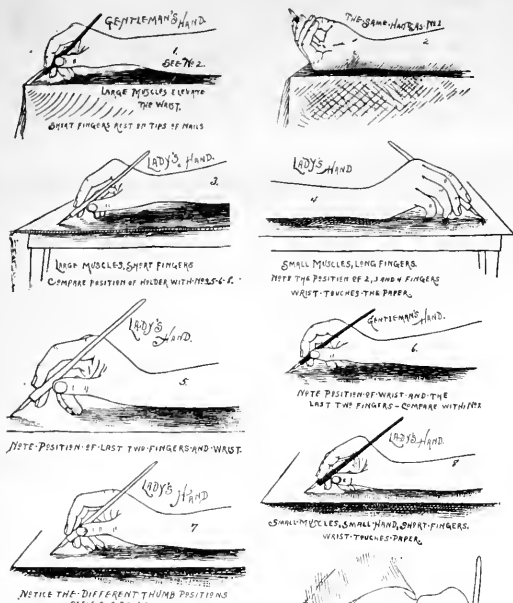 GENTLEMAN'S HAND.
1.
SEE Nº 2.
LARGE MUSCLES ELEVATE
THE WRIST.
SHORT FINGERS REST ON TIPS OF NAILS
THE SAME HAND AS Nº 1
2
LADY'S HAND.
3.
LARGE MUSCLES, SHORT FINGERS
COMPARE POSITION OF HOLDER WITH NOS 5-6-8.
LADY'S
HAND
4
SMALL MUSCLES, LONG FINGERS.
NOTE THE POSITION OF 2, 3 AND 4 FINGERS
WRIST TOUCHES THE PAPER
LADY'S
HAND.
5
NOTE POSITION OF LAST TWO FINGERS AND WRIST.
GENTLEMAN'S
HAND.
6.
NOTE POSITION OF WRIST AND THE
LAST TWO FINGERS - COMPARE WITH Nº 2
LADY'S
HAND
7
NOTICE THE DIFFERENT THUMB POSITIONS
LADY'S HAND.
8
SMALL MUSCLES, SMALL HAND, SHORT FINGERS.
WRIST TOUCHES PAPER